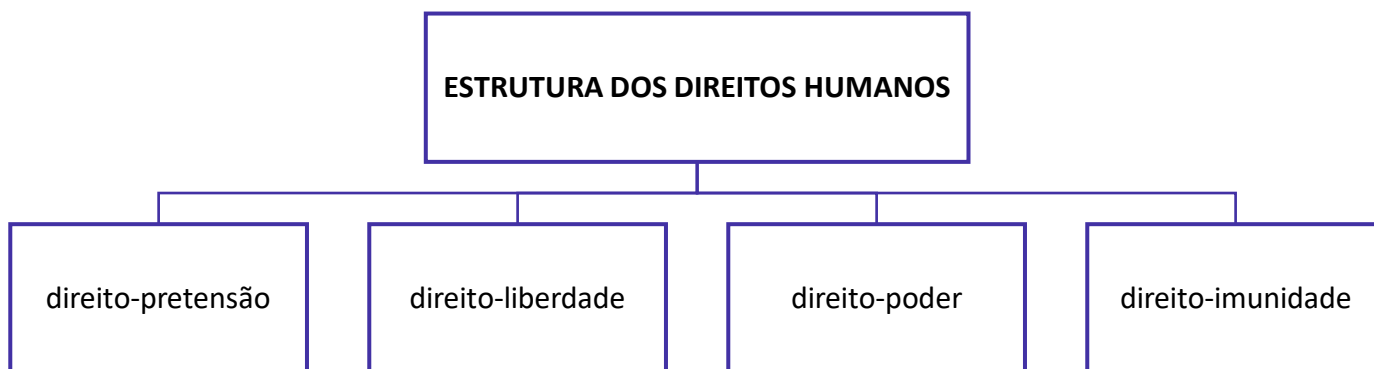 ESTRUTURA DOS DIREITOS HUMANOS
direito-pretensão
direito-liberdade
direito-poder
direito-imunidade